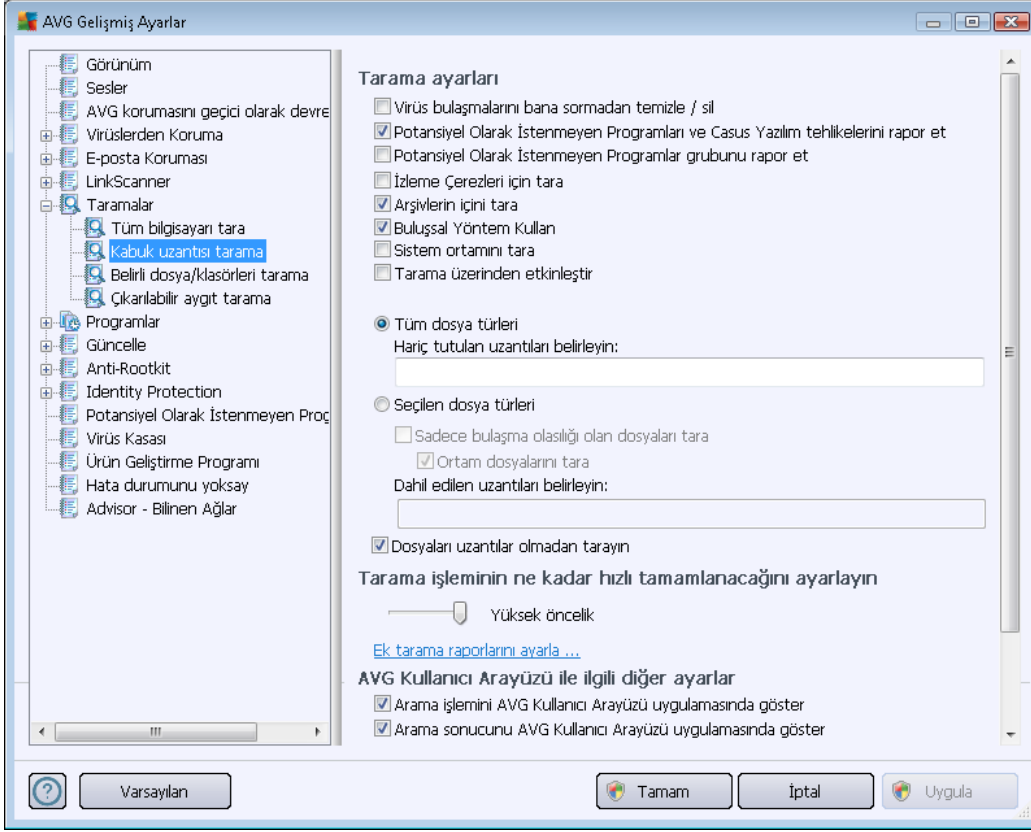 AVG Gelişmiş Ayarlar
Görünüm
Sesler
AVG korumasını geçici olarak devre
Virüslerden Koruma
E-posta Koruması
LinkScanner
Taramalar
Tüm bilgisayarı tara
Kabuk uzantısı tarama
Belirli dosya/klasörleri tarama
Çıkarılabilir aygıt tarama
Programlar
Güncelle
Anti-Rootkit
Identity Protection
Potansiyel Olarak İstenmeyen Prog
Virüs Kasası
Ürün Geliştirme Programı
Hata durumunu yoksay
Advisor - Bilinen Ağlar
Tarama ayarları
Virüs bulaşmalarını bana sormadan temizle / sil
Potansiyel Olarak İstenmeyen Programları ve Casus Yazılım tehlikelerini rapor et
Potansiyel Olarak İstenmeyen Programlar grubunu rapor et
İzleme Çerezleri için tara
Arşivlerin içini tara
Buluşsal Yöntem Kullan
Sistem ortamını tara
Tarama üzerinden etkinleştir
Tüm dosya türleri
Hariç tutulan uzantıları belirleyin:
Seçilen dosya türleri
Sadece bulaşma olasılığı olan dosyaları tara
Ortam dosyalarını tara
Dahil edilen uzantıları belirleyin:
Dosyaları uzantılar olmadan tarayın
Tarama işleminin ne kadar hızlı tamamlanacağını ayarlayın
Yüksek öncelik
Ek tarama raporlarını ayarla ...
AVG Kullanıcı Arayüzü ile ilgili diğer ayarlar
Arama işlemini AVG Kullanıcı Arayüzü uygulamasında göster
Arama sonucunu AVG Kullanıcı Arayüzü uygulamasında göster
Varsayılan
Tamam
İptal
Uygula